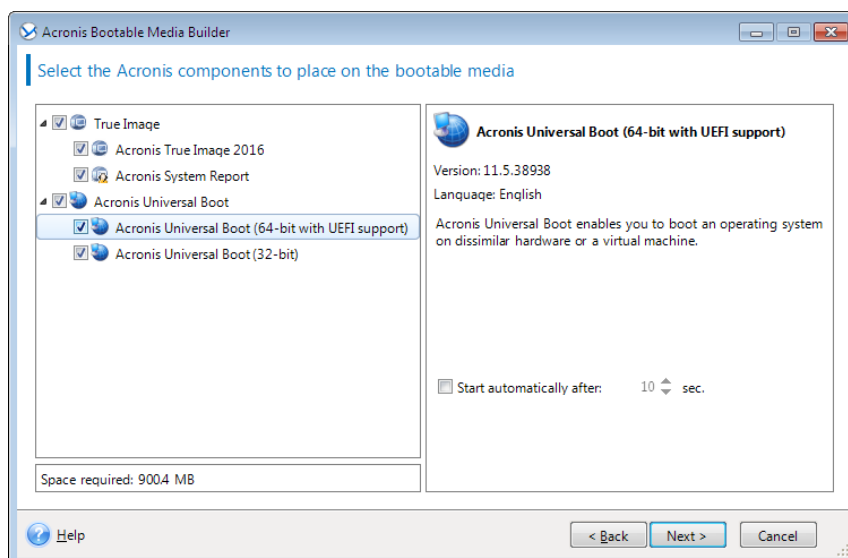 Acronis Bootable Media Builder
Select the Acronis components to place on the bootable media
True Image
Acronis True Image 2016
Acronis System Report
Acronis Universal Boot
Acronis Universal Boot (64-bit with UEFI support)
Acronis Universal Boot (32-bit)
Space required: 900.4 MB
Acronis Universal Boot (64-bit with UEFI support)
Version: 11.5.38938
Language: English
Acronis Universal Boot enables you to boot an operating system
on dissimilar hardware or a virtual machine.
Start automatically after: 10 sec.
Help
< Back Next > Cancel